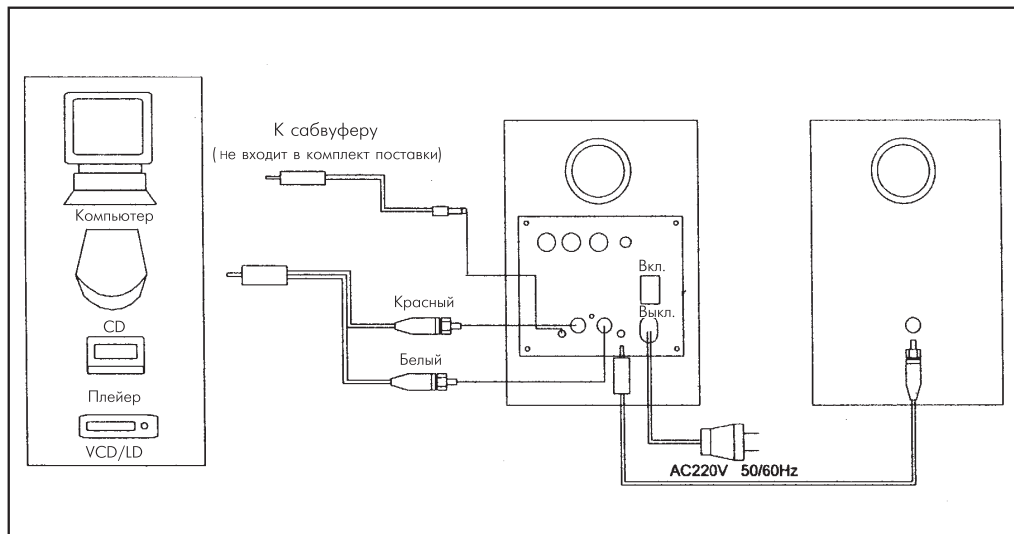 Компьютер
CD
Плейер
VCD/LD
К сабвуферу
(не входит в комплект поставки)
Красный
Белый
Вкл.
Выкл.
AC220V 50/60Hz